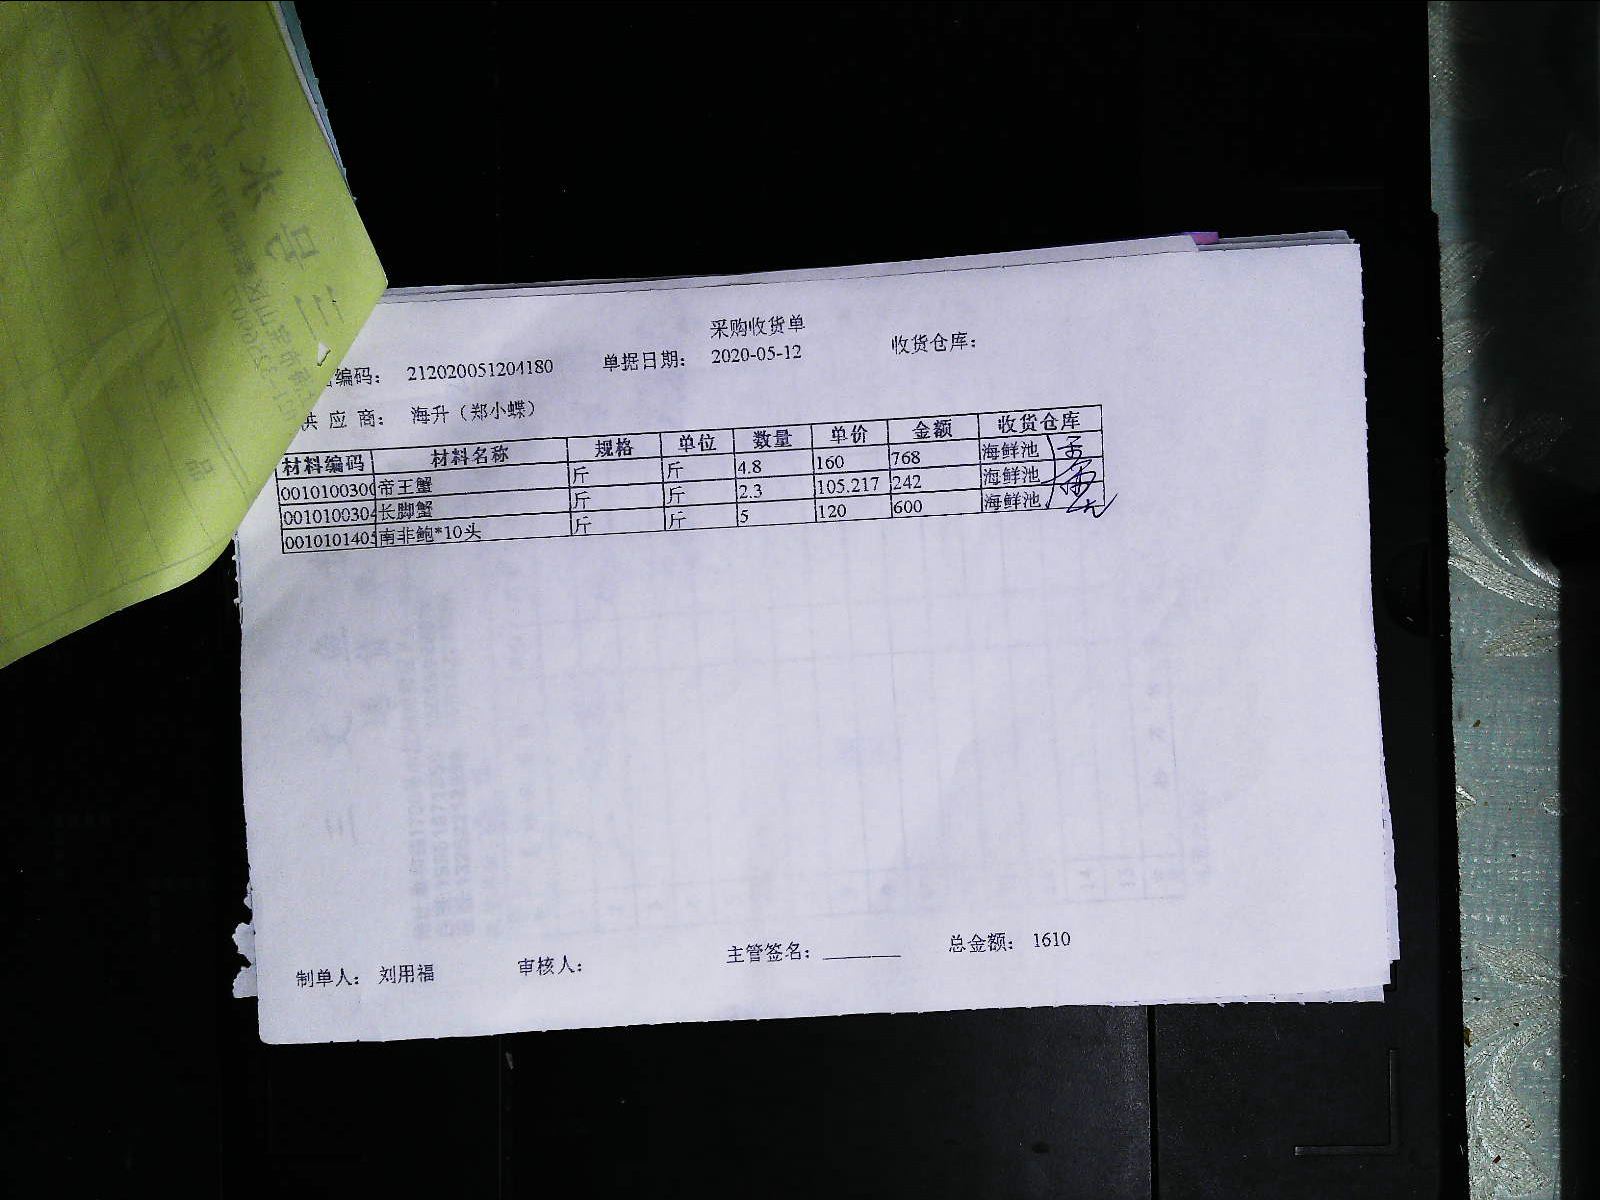 采购收货单
编码： 212020051204180 单据日期： 2020-05-12 收货仓库：
供应商： 海升（郑小蝶）
材料编码 材料名称 规格 单位 数量 单价 金额 收货仓库
001010030 帝王蟹 斤 斤 4.8 160 768 海鲜池
001010030 长脚蟹 斤 斤 2.3 105.217 242 海鲜池
001010140 南非鲍*10头 斤 斤 5 120 600 海鲜池
制单人： 刘用福 审核人： 主管签名： 总金额： 1610